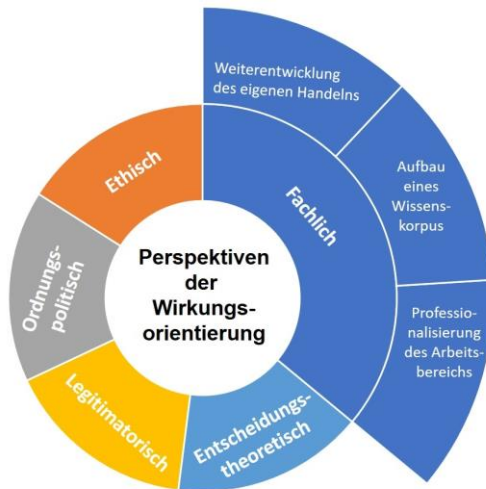 Perspektiven
der
Wirkungs-
orientierung
Fachlich
Weiterentwicklung
des eigenen Handelns
Aufbau
eines
Wissens-
korpus
Professio-
nalisierung
des Arbeits-
bereichs
Entscheidungs-
theoretisch
Legitimatorisch
Ordnungs-
politisch
Ethisch